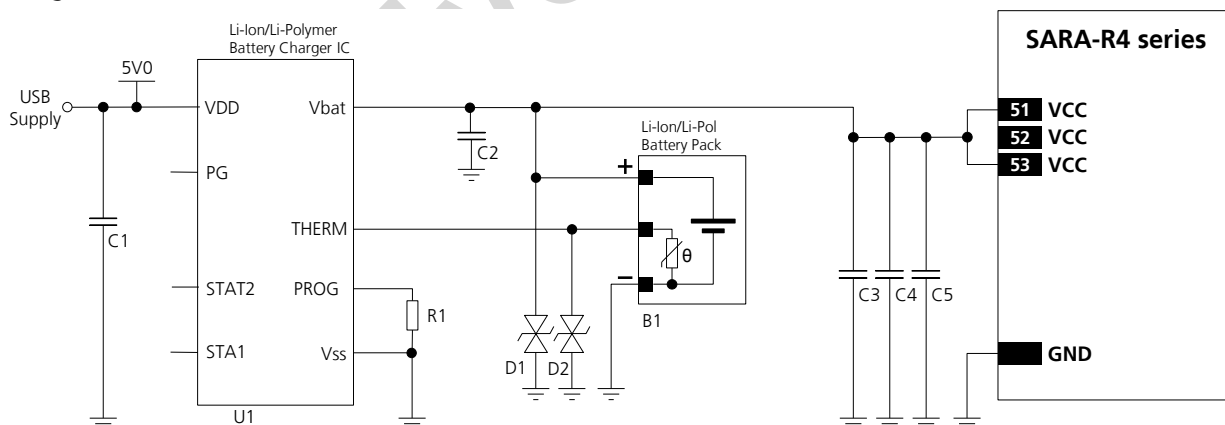 Li-Ion/Li-Polymer
Battery Charger IC
SARA-R4 series
5V0
USB
Supply
VDD
Vbat
51 VCC
52 VCC
53 VCC
Li-Ion/Li-Pol
Battery Pack
C2
+
PG
THERM
C1
θ
–
STAT2
PROG
R1
C3
C4
C5
B1
STA1
Vss
D1
D2
GND
U1